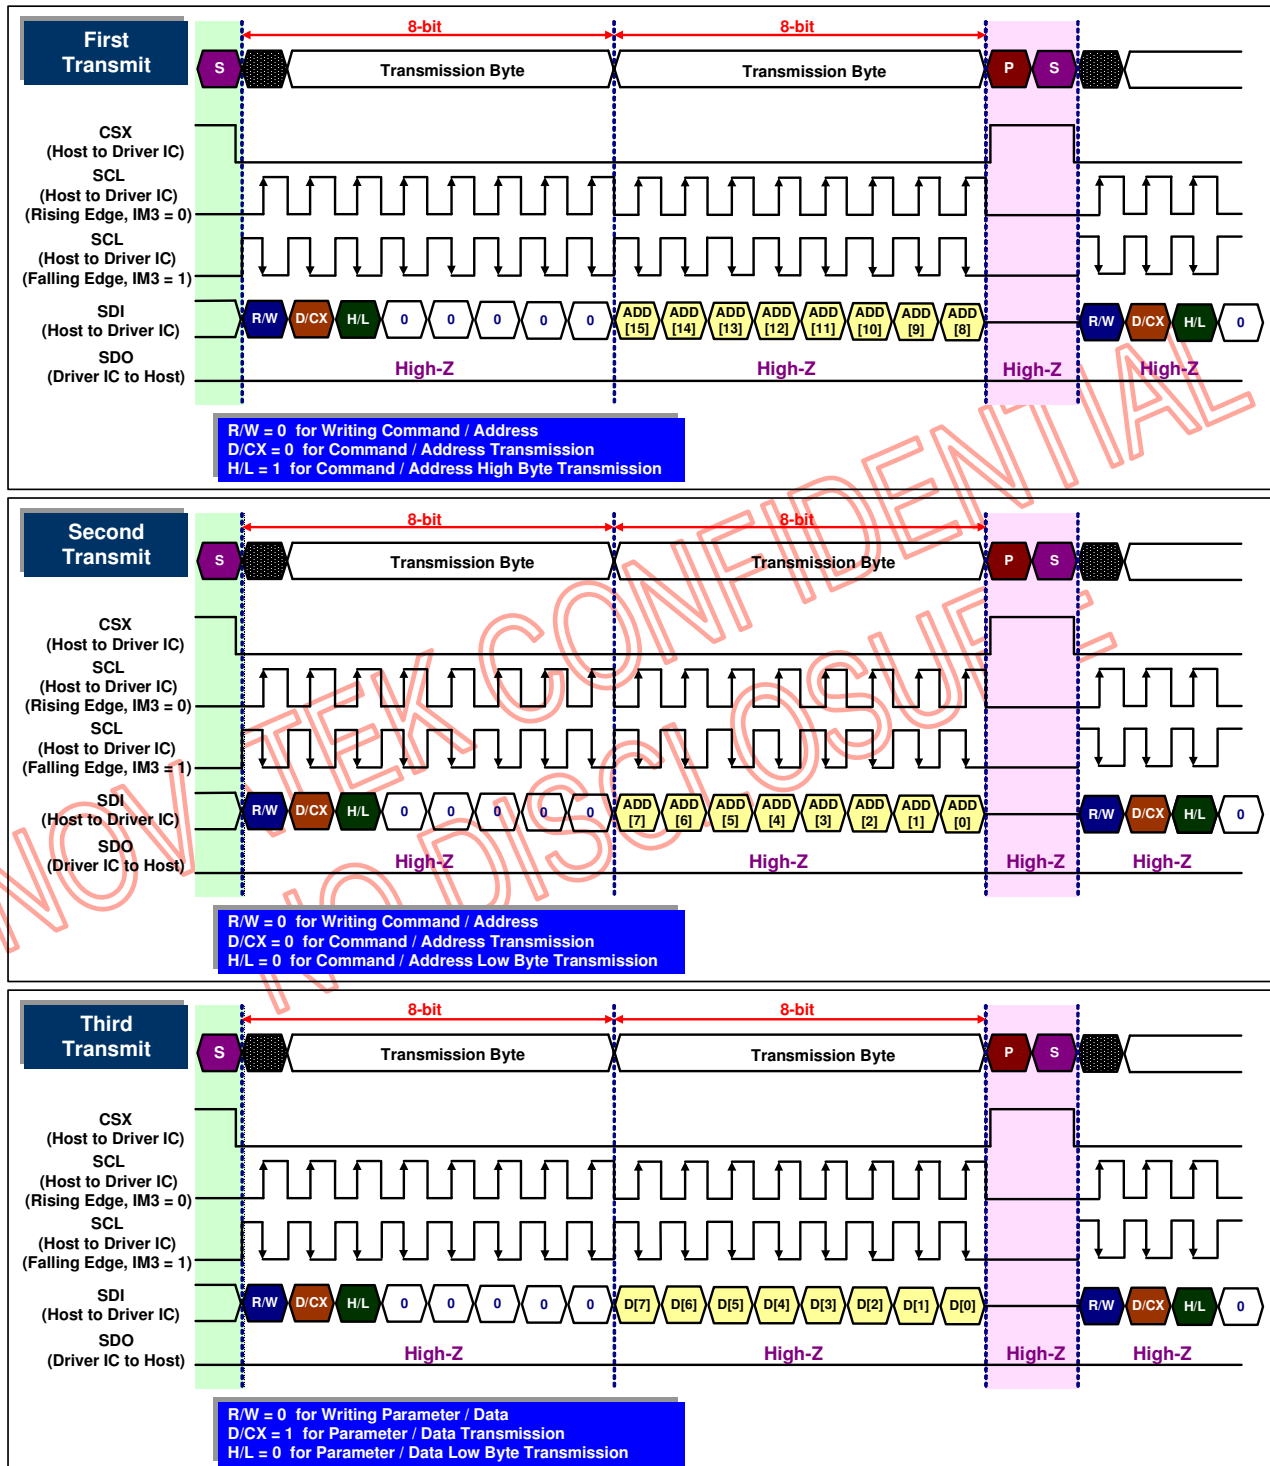 First
Transmit
8-bit 8-bit
S Transmission Byte Transmission Byte P S
CSX
(Host to Driver IC)
SCL
(Host to Driver IC)
(Rising Edge, IM3 = 0)
SCL
(Host to Driver IC)
(Falling Edge, IM3 = 1)
SDI
(Host to Driver IC)
R/W D/CX H/L 0 0 0 0 0 ADD [15] ADD [14] ADD [13] ADD [12] ADD [11] ADD [10] ADD [9] ADD [8] R/W D/CX H/L 0
SDO
(Driver IC to Host)
High-Z High-Z High-Z High-Z
R/W = 0 for Writing Command / Address
D/CX = 0 for Command / Address Transmission
H/L = 1 for Command / Address High Byte Transmission
Second
Transmit
8-bit 8-bit
S Transmission Byte Transmission Byte P S
CSX
(Host to Driver IC)
SCL
(Host to Driver IC)
(Rising Edge, IM3 = 0)
SCL
(Host to Driver IC)
(Falling Edge, IM3 = 1)
SDI
(Host to Driver IC)
R/W D/CX H/L 0 0 0 0 0 ADD [7] ADD [6] ADD [5] ADD [4] ADD [3] ADD [2] ADD [1] ADD [0] R/W D/CX H/L 0
SDO
(Driver IC to Host)
High-Z High-Z High-Z High-Z
R/W = 0 for Writing Command / Address
D/CX = 0 for Command / Address Transmission
H/L = 0 for Command / Address Low Byte Transmission
Third
Transmit
8-bit 8-bit
S Transmission Byte Transmission Byte P S
CSX
(Host to Driver IC)
SCL
(Host to Driver IC)
(Rising Edge, IM3 = 0)
SCL
(Host to Driver IC)
(Falling Edge, IM3 = 1)
SDI
(Host to Driver IC)
R/W D/CX H/L 0 0 0 0 0 D[7] D[6] D[5] D[4] D[3] D[2] D[1] D[0] R/W D/CX H/L 0
SDO
(Driver IC to Host)
High-Z High-Z High-Z High-Z
R/W = 0 for Writing Parameter / Data
D/CX = 1 for Parameter / Data Transmission
H/L = 0 for Parameter / Data Low Byte Transmission
NOVATEK CONFIDENTIAL
NO DISCLOSURE